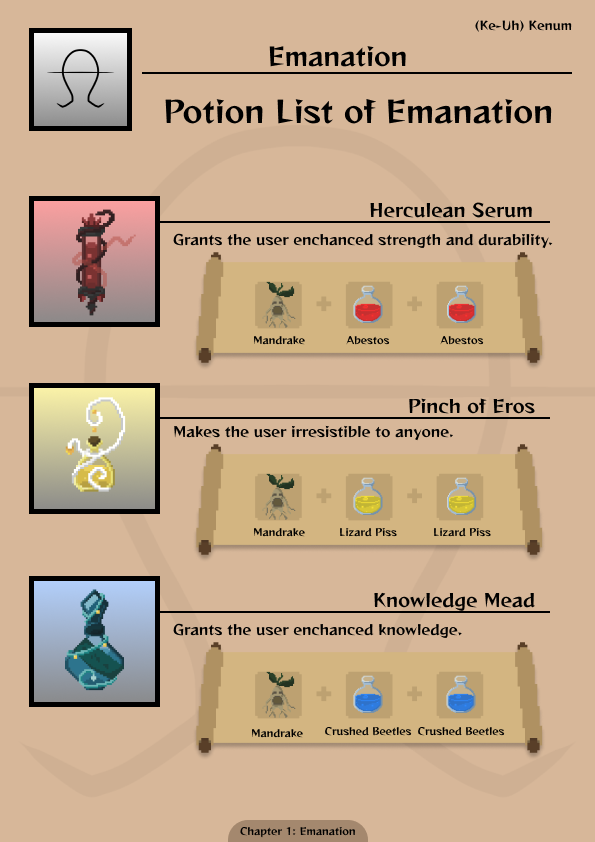 (Ke-Uh) Kenum
Emanation
Potion List of Emanation
Herculean Serum
Grants the user enchanced strength and durability.
Mandrake Abestos Abestos
Pinch of Eros
Makes the user irresistible to anyone.
Mandrake Lizard Piss Lizard Piss
Knowledge Mead
Grants the user enchanced knowledge.
Mandrake Crushed Beetles Crushed Beetles
Chapter 1: Emanation